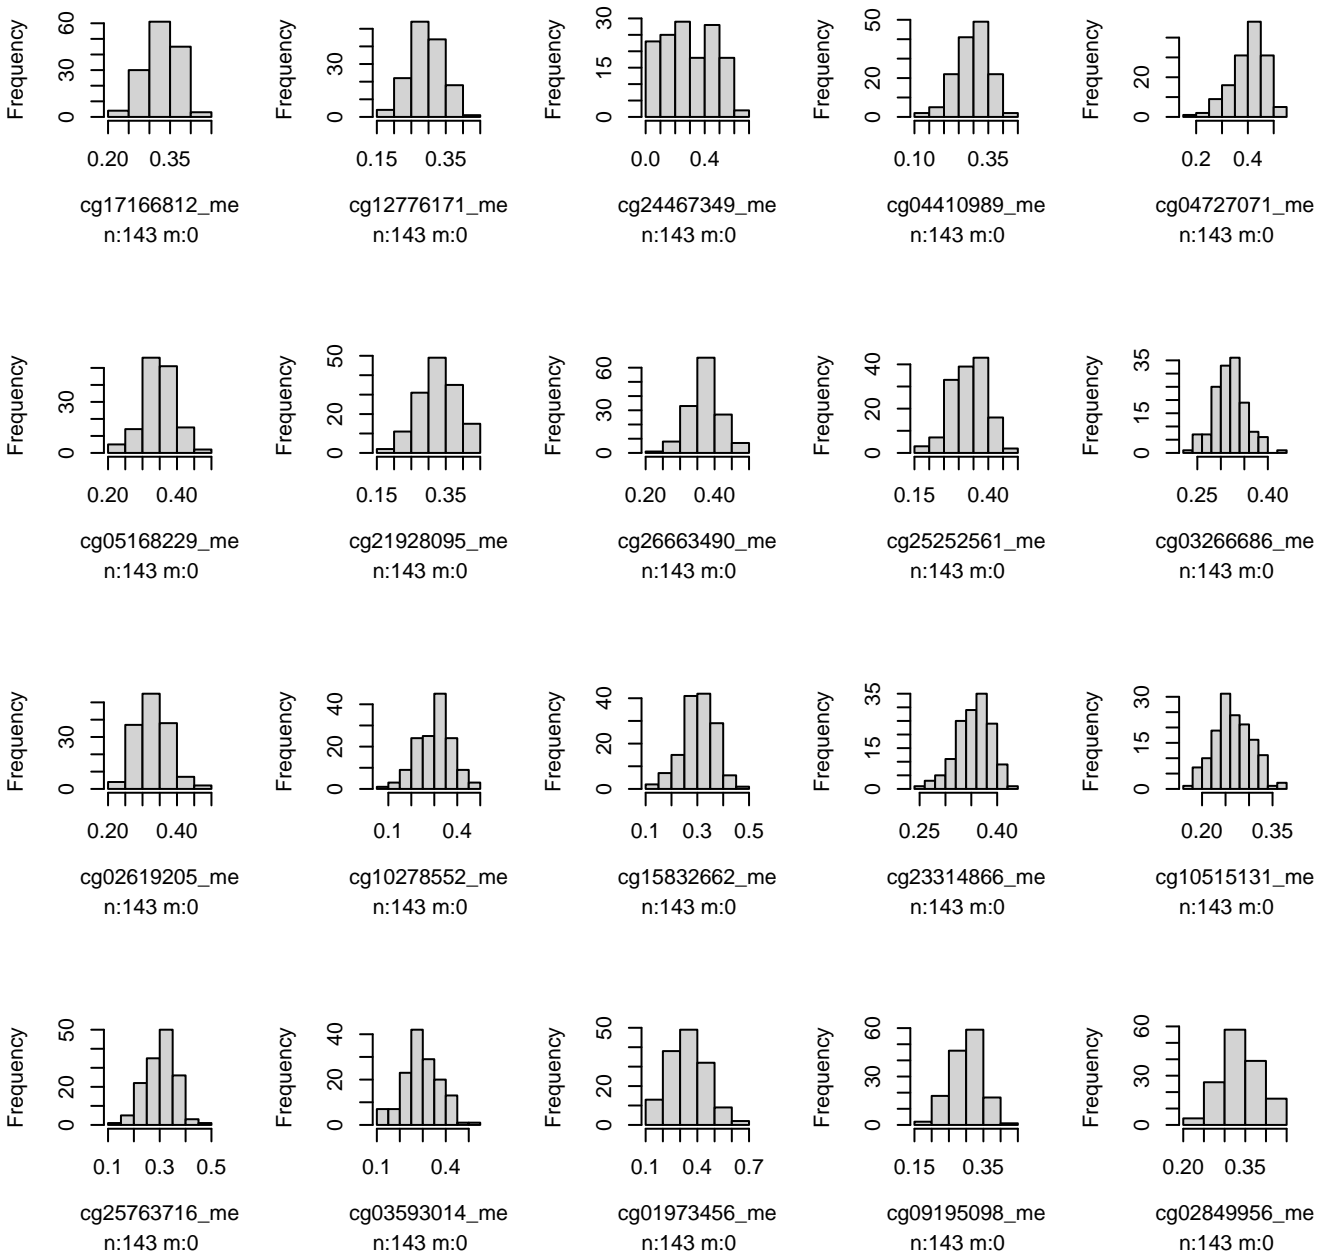 Frequency 0 30 60 0.20 0.35 cg17166812_me n:143 m:0
Frequency 0 30 0.15 0.35 cg12776171_me n:143 m:0
Frequency 0 15 30 0.0 0.4 cg24467349_me n:143 m:0
Frequency 0 20 50 0.10 0.35 cg04410989_me n:143 m:0
Frequency 0 20 0.2 0.4 cg04727071_me n:143 m:0
Frequency 0 30 0.20 0.40 cg05168229_me n:143 m:0
Frequency 0 20 50 0.15 0.35 cg21928095_me n:143 m:0
Frequency 0 30 60 0.20 0.40 cg26663490_me n:143 m:0
Frequency 0 20 40 0.15 0.40 cg25252561_me n:143 m:0
Frequency 0 15 35 0.25 0.40 cg03266686_me n:143 m:0
Frequency 0 30 0.20 0.40 cg02619205_me n:143 m:0
Frequency 0 20 40 0.1 0.4 cg10278552_me n:143 m:0
Frequency 0 20 40 0.1 0.3 0.5 cg15832662_me n:143 m:0
Frequency 0 15 35 0.25 0.40 cg23314866_me n:143 m:0
Frequency 0 15 30 0.20 0.35 cg10515131_me n:143 m:0
Frequency 0 20 50 0.1 0.3 0.5 cg25763716_me n:143 m:0
Frequency 0 20 40 0.1 0.4 cg03593014_me n:143 m:0
Frequency 0 20 50 0.1 0.4 0.7 cg01973456_me n:143 m:0
Frequency 0 30 60 0.15 0.35 cg09195098_me n:143 m:0
Frequency 0 30 60 0.20 0.35 cg02849956_me n:143 m:0